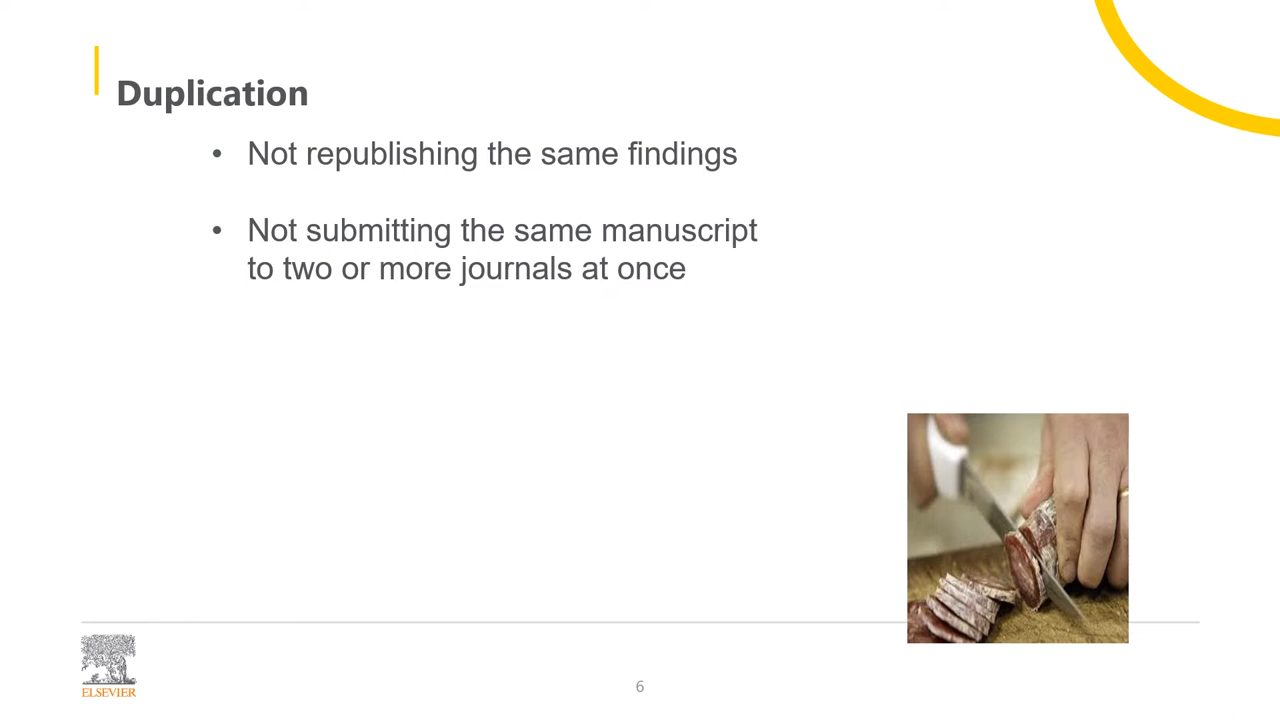 Duplication
• Not republishing the same findings
• Not submitting the same manuscript
to two or more journals at once
ELSEVIER
6